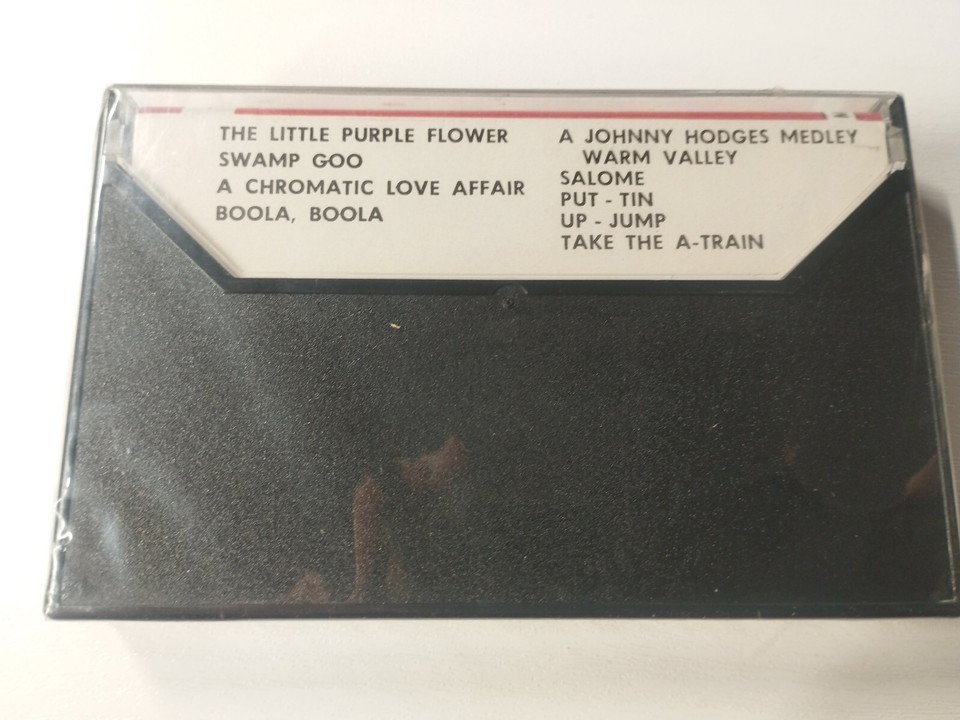 THE LITTLE PURPLE FLOWER
SWAMP GOO
A CHROMATIC LOVE AFFAIR
BOOLA, BOOLA
A JOHNNY HODGES MEDLEY
WARM VALLEY
SALOME
PUT - TIN
UP - JUMP
TAKE THE A-TRAIN